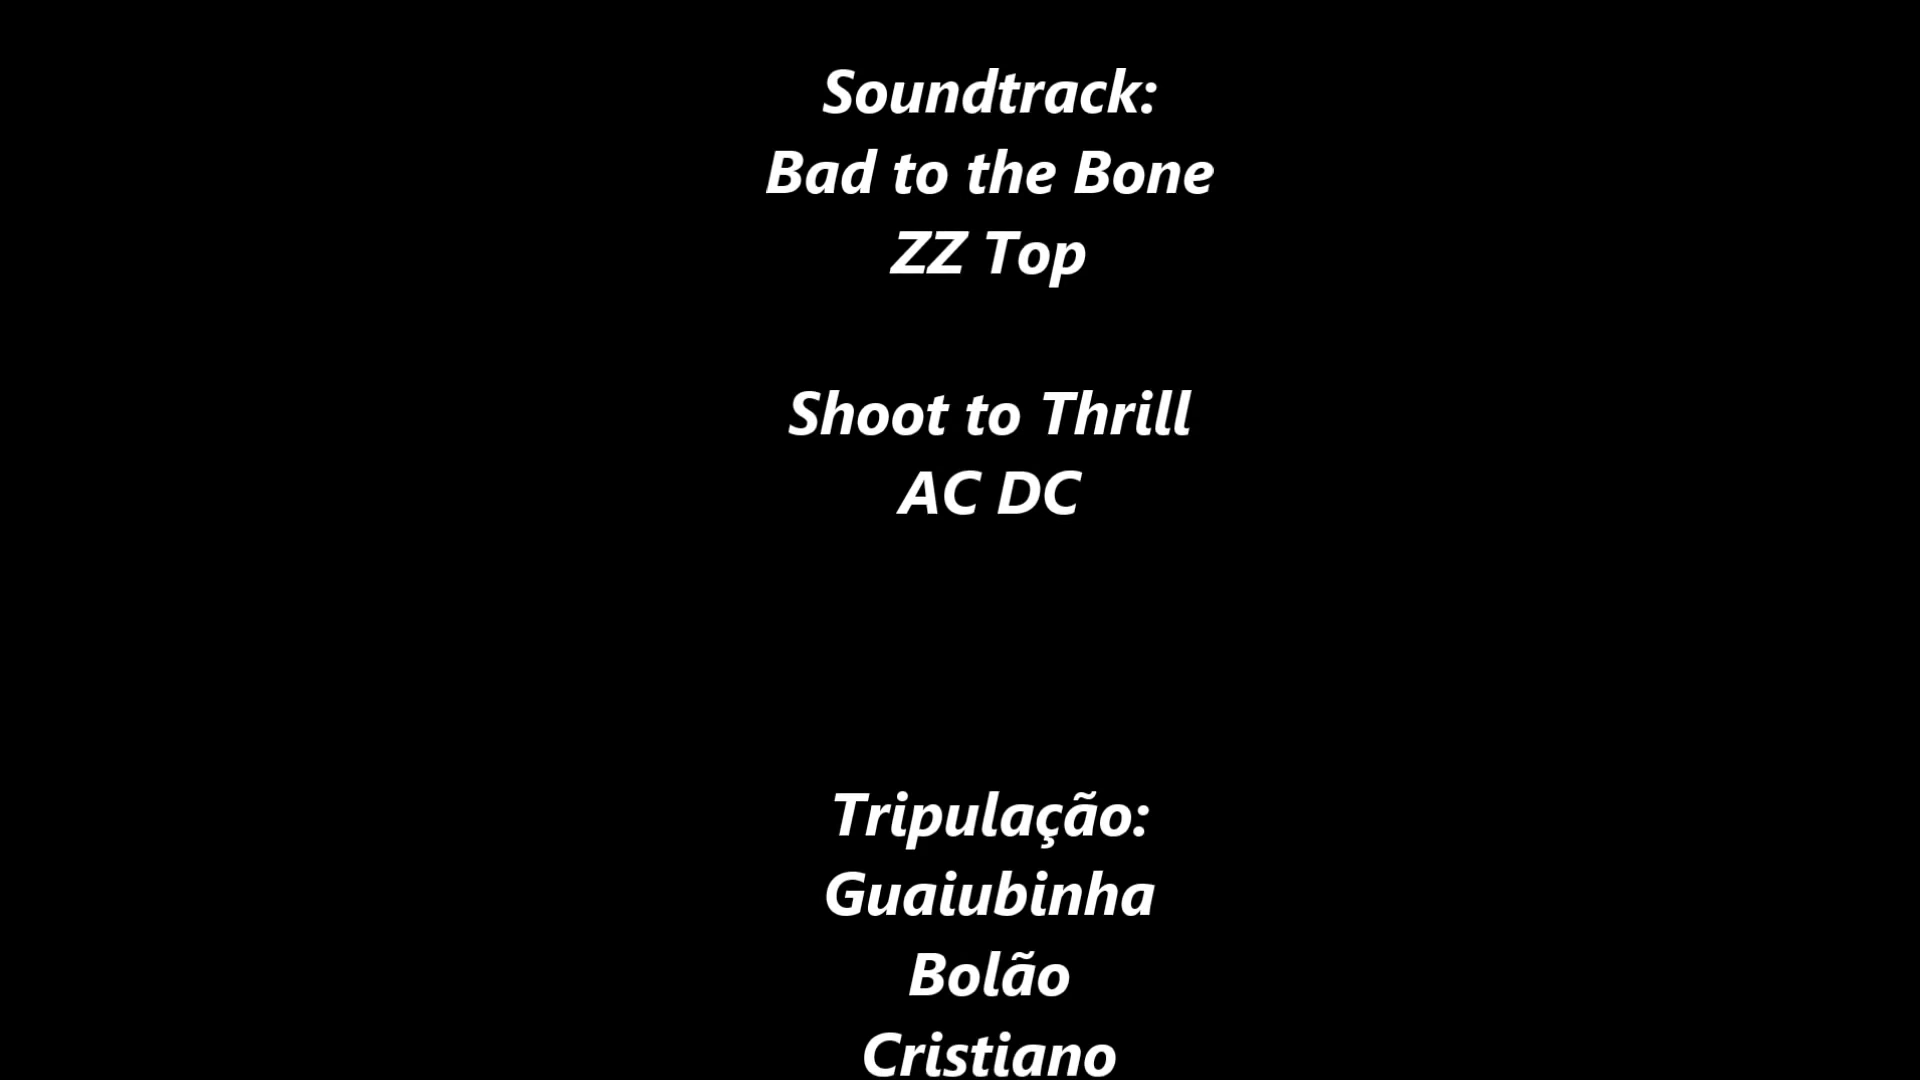 Soundtrack:
Bad to the Bone
ZZ Top
Shoot to Thrill
AC DC
Tripulação:
Guaiubinha
Bolão
Cristiano